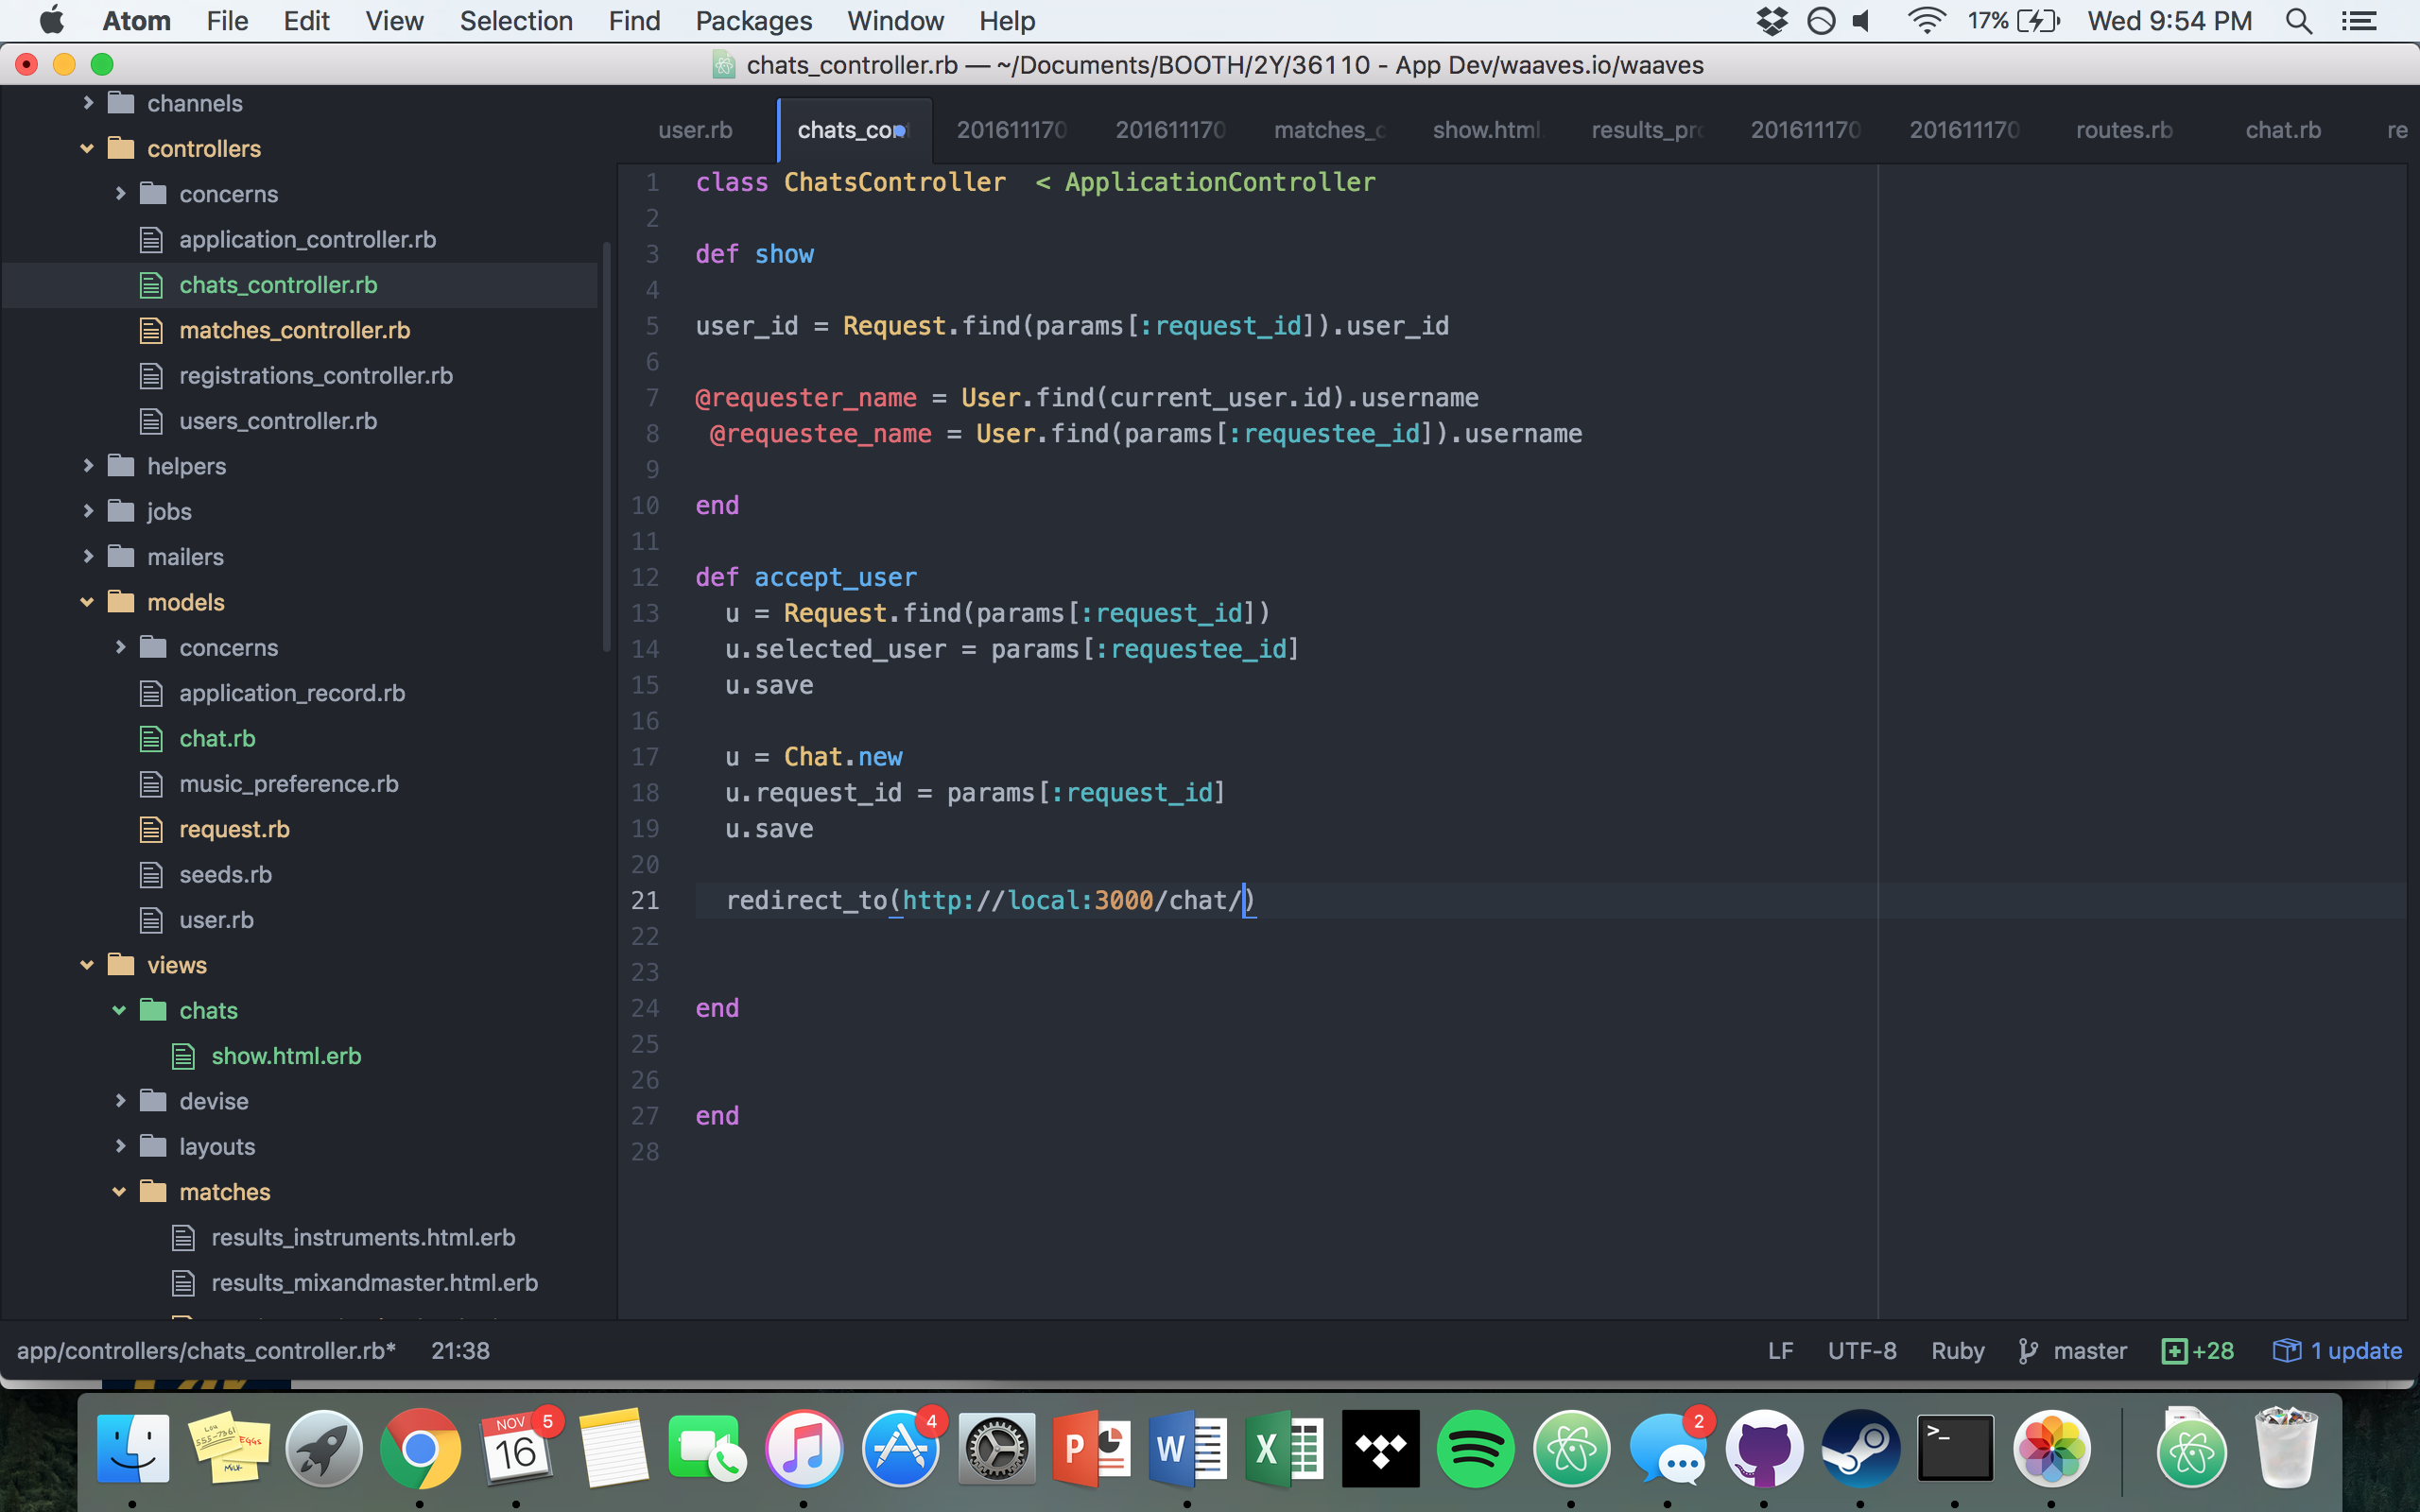 Atom File Edit View Selection Find Packages Window Help 17% Wed 9:54 PM
chats_controller.rb — ~/Documents/BOOTH/2Y/36110 - App Dev/waaves.io/waaves
channels
controllers
concerns
application_controller.rb
chats_controller.rb
matches_controller.rb
registrations_controller.rb
users_controller.rb
helpers
jobs
mailers
models
concerns
application_record.rb
chat.rb
music_preference.rb
request.rb
seeds.rb
user.rb
views
chats
show.html.erb
devise
layouts
matches
results_instruments.html.erb
results_mixandmaster.html.erb
user.rb chats_con 201611170 201611170 matches_c show.html. results_pro 201611170 201611170 routes.rb chat.rb re
1 class ChatsController  < ApplicationController
2
3 def show
4
5 user_id = Request.find(params[:request_id]).user_id
6
7 @requester_name = User.find(current_user.id).username
8  @requestee_name = User.find(params[:requestee_id]).username
9
10 end
11
12 def accept_user
13   u = Request.find(params[:request_id])
14   u.selected_user = params[:requestee_id]
15   u.save
16
17   u = Chat.new
18   u.request_id = params[:request_id]
19   u.save
20
21   redirect_to(http://local:3000/chat/)
22
23
24 end
25
26
27 end
28
app/controllers/chats_controller.rb* 21:38 LF UTF-8 Ruby master +28 1 update
555-7361 EGGS MILK NOV 16 5 4 P W X 2 >_